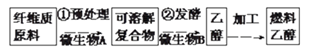 纤维质 ①预处理 可溶解 ②发酵 乙 加工 燃料
原料 微生物A 复合物 微生物B 醇 乙醇